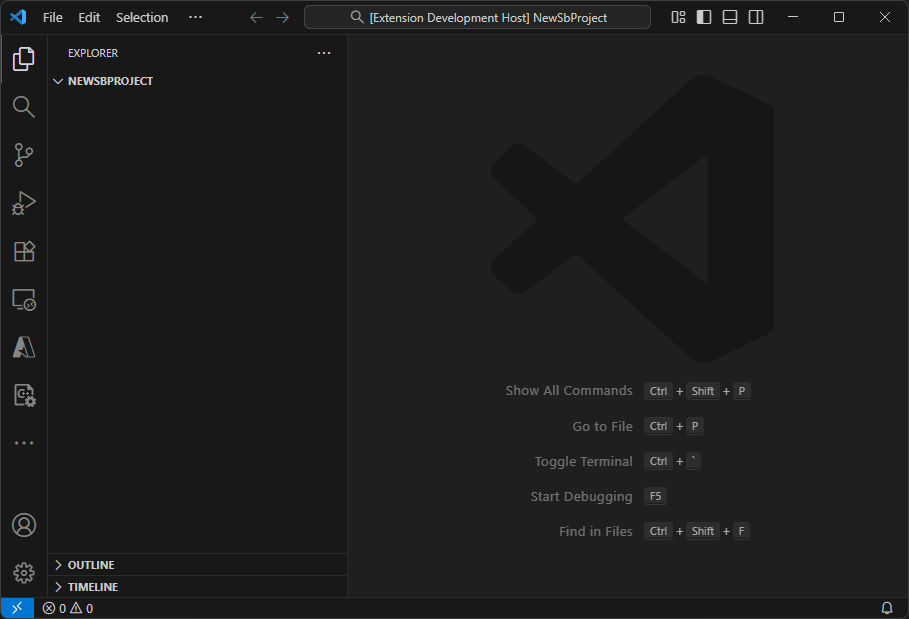 File Edit Selection ··· [Extension Development Host] NewSbProject
EXPLORER ···
NEWSBPROJECT
Show All Commands Ctrl + Shift + P
Go to File Ctrl + P
Toggle Terminal Ctrl + `
Start Debugging F5
Find in Files Ctrl + Shift + F
OUTLINE
TIMELINE
0 0